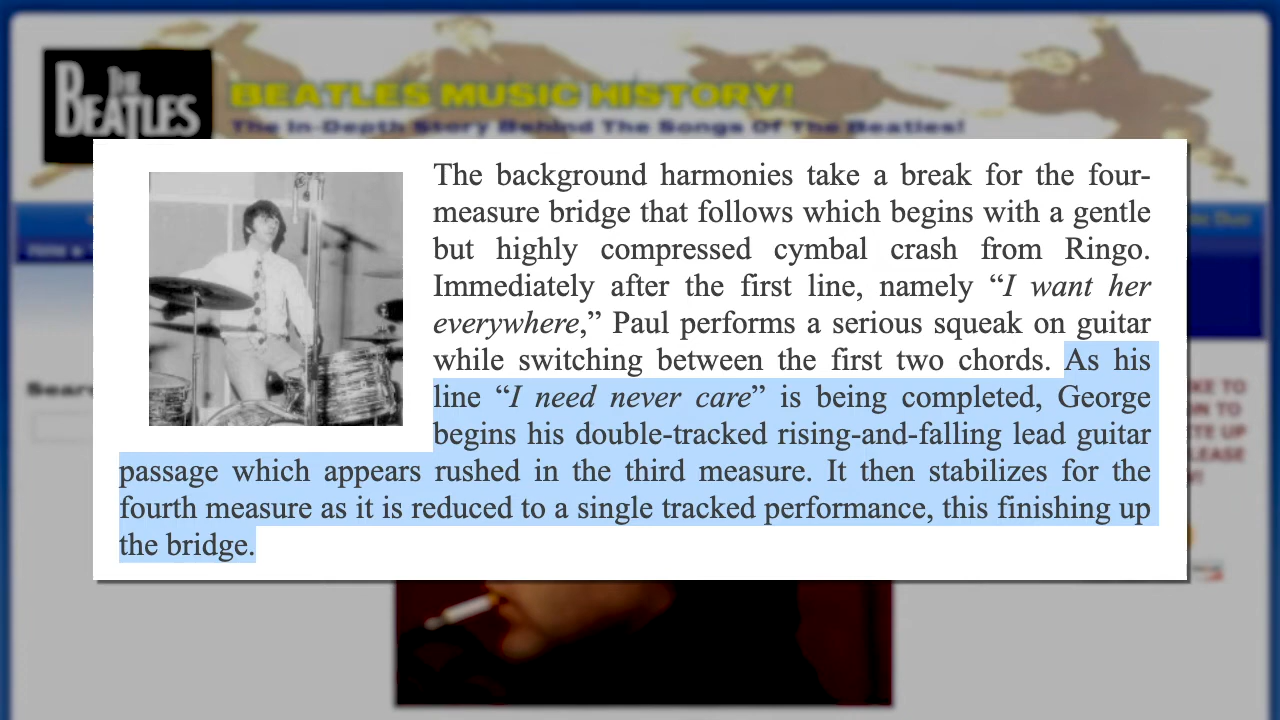 THE
BEATLES
BEATLES MUSIC HISTORY!
The In-Depth Story Behind The Songs Of The Beatles!
The background harmonies take a break for the four-
measure bridge that follows which begins with a gentle
but highly compressed cymbal crash from Ringo.
Immediately after the first line, namely “I want her
everywhere,” Paul performs a serious squeak on guitar
while switching between the first two chords. As his
line “I need never care” is being completed, George
begins his double-tracked rising-and-falling lead guitar
passage which appears rushed in the third measure. It then stabilizes for the
fourth measure as it is reduced to a single tracked performance, this finishing up
the bridge.